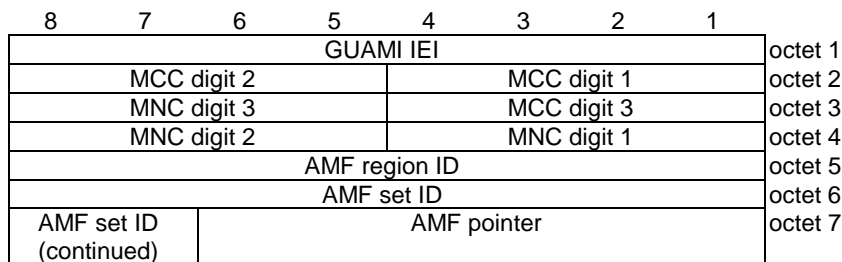 8 7 6 5 4 3 2 1
GUAMI IEI octet 1
MCC digit 2 MCC digit 1 octet 2
MNC digit 3 MCC digit 3 octet 3
MNC digit 2 MNC digit 1 octet 4
AMF region ID octet 5
AMF set ID octet 6
AMF set ID AMF pointer octet 7
(continued)